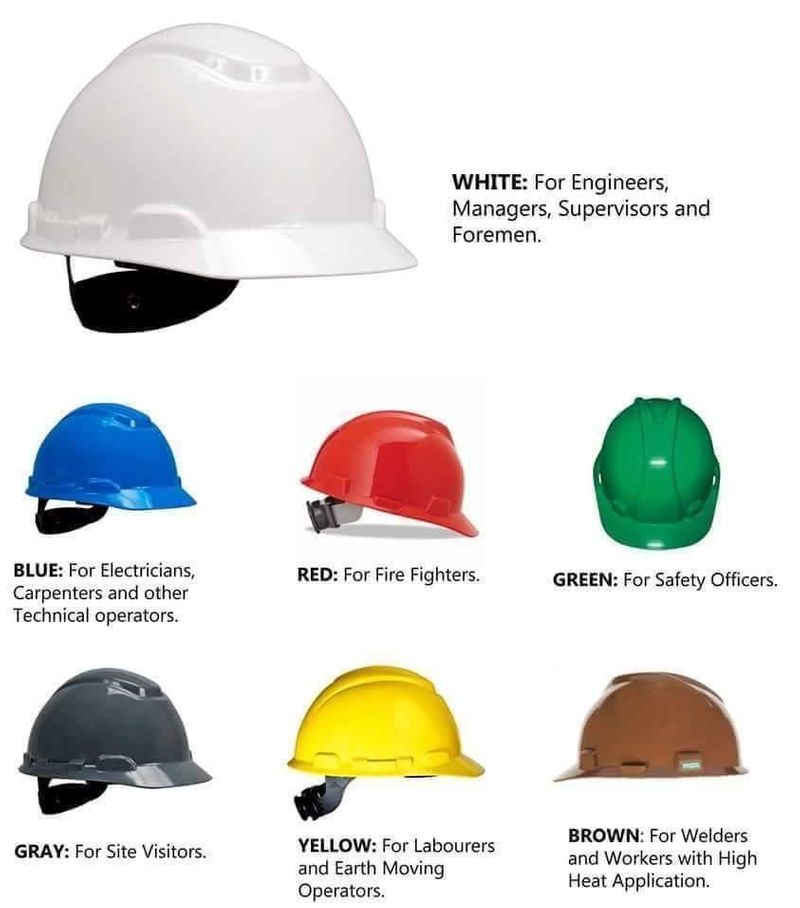 WHITE: For Engineers,
Managers, Supervisors and
Foremen.
BLUE: For Electricians,
Carpenters and other
Technical operators.
RED: For Fire Fighters.
GREEN: For Safety Officers.
GRAY: For Site Visitors.
YELLOW: For Labourers
and Earth Moving
Operators.
BROWN: For Welders
and Workers with High
Heat Application.